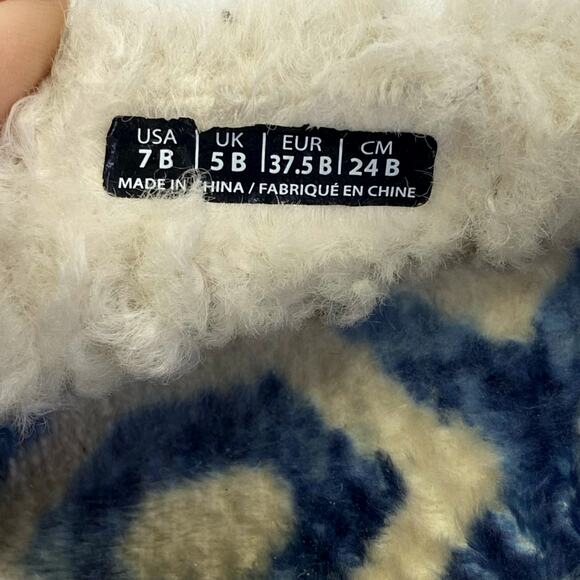 USA UK EUR CM
7 B 5 B 37.5 B 24 B
MADE IN CHINA / FABRIQUÉ EN CHINE